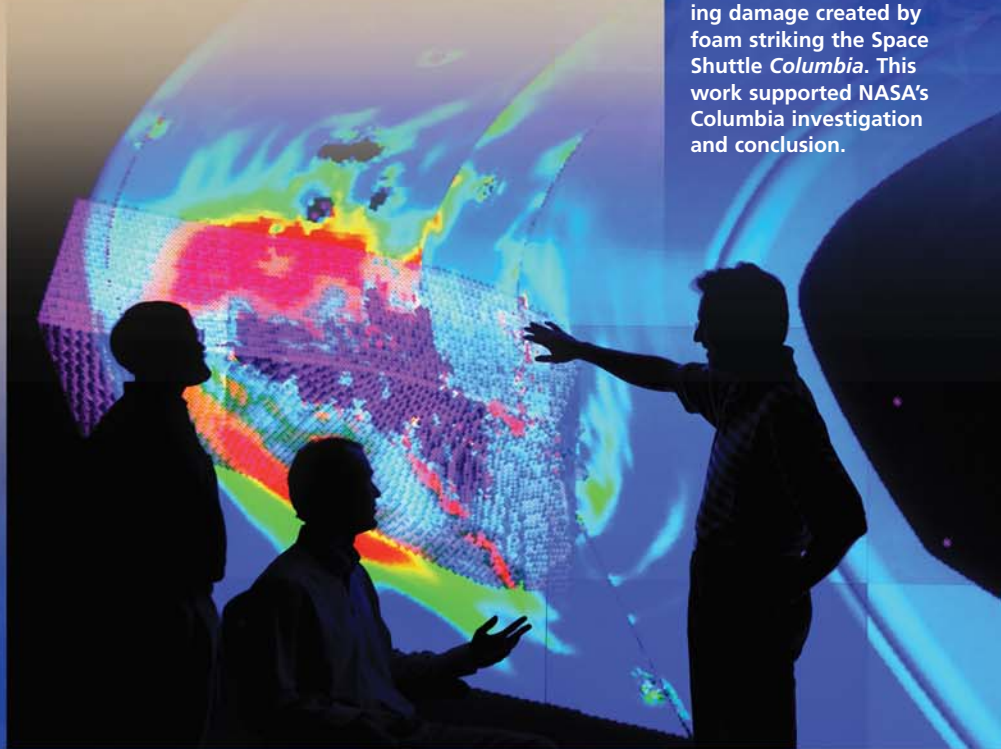 ing damage created by
foam striking the Space
Shuttle Columbia. This
work supported NASA’s
Columbia investigation
and conclusion.